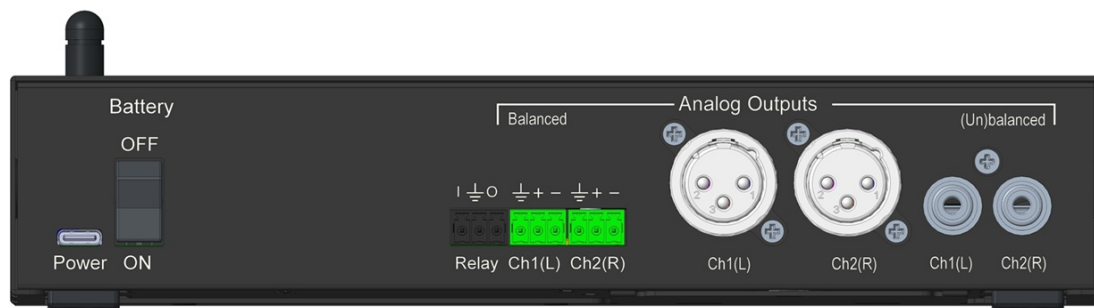 Battery
OFF
Power
ON
Analog Outputs
Balanced
(Un)balanced
I ⏚ O ⏚ + − ⏚ + −
Relay Ch1(L) Ch2(R)
2 1
3
2 1
3
Ch1(L) Ch2(R)
Ch1(L) Ch2(R)